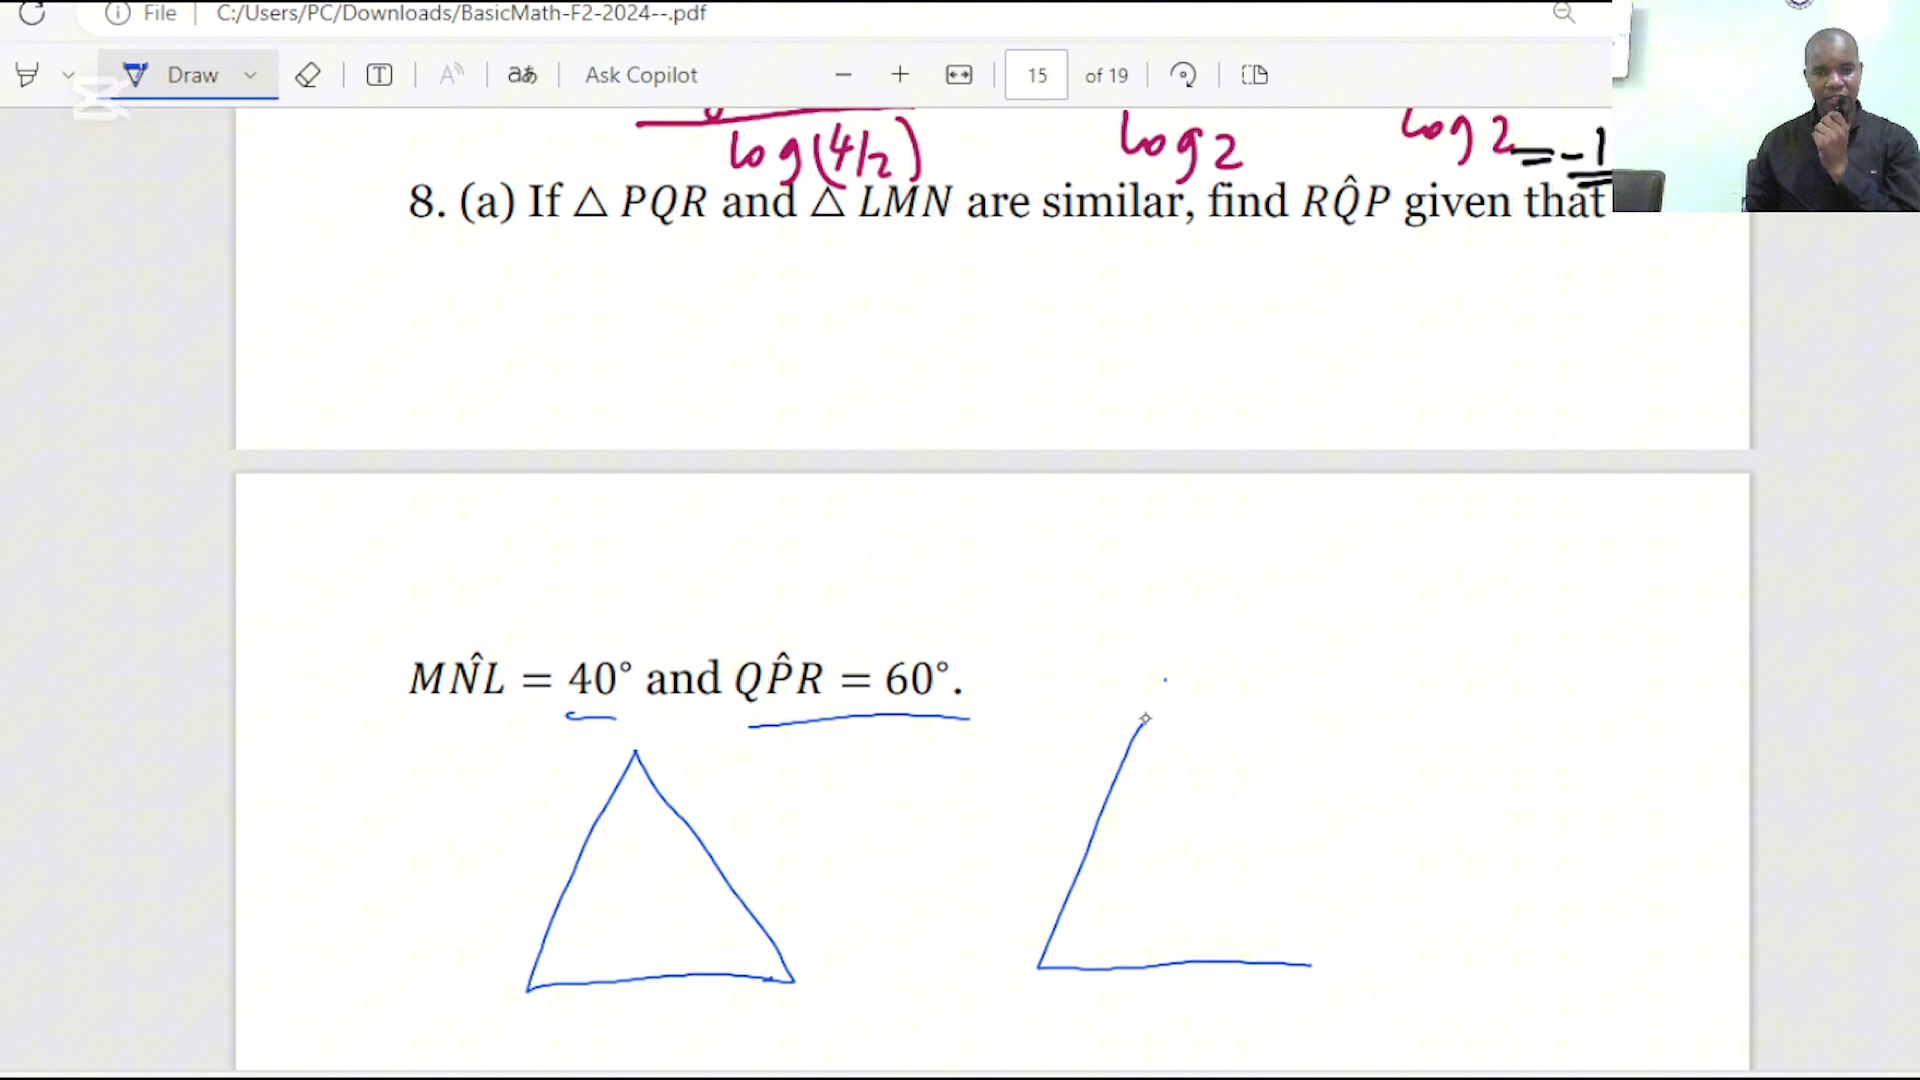 File C:/Users/PC/Downloads/BasicMath-F2-2024--.pdf
Draw T A aあ Ask Copilot 15 of 19
log(4/2) log 2 log 2 = -1
8. (a) If △ PQR and △ LMN are similar, find RQ̂P given that
MN̂L = 40° and QP̂R = 60°.